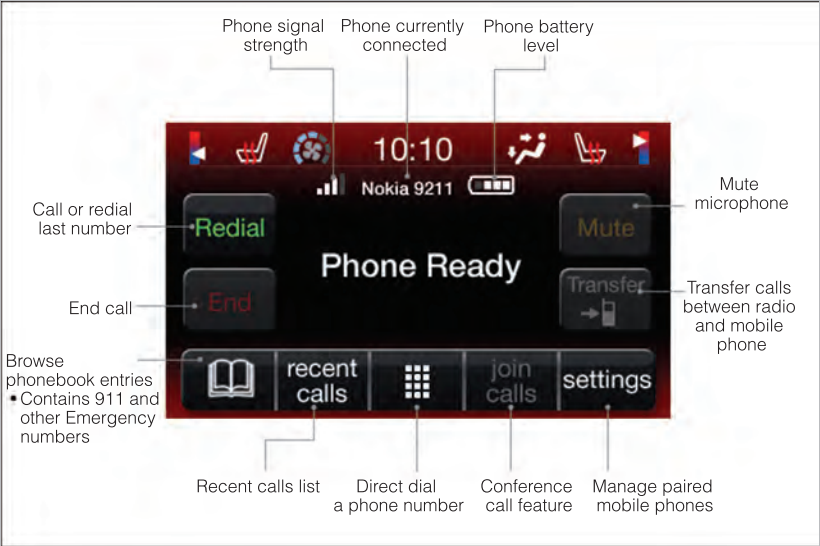 Phone signal
strength
Phone currently
connected
Phone battery
level
10:10
Nokia 9211
Call or redial
last number
Redial
Mute
Mute
microphone
Phone Ready
End call
End
Transfer
Transfer calls
between radio
and mobile
phone
Browse
phonebook entries
• Contains 911 and
other Emergency
numbers
recent
calls
join
calls
settings
Recent calls list
Direct dial
a phone number
Conference
call feature
Manage paired
mobile phones